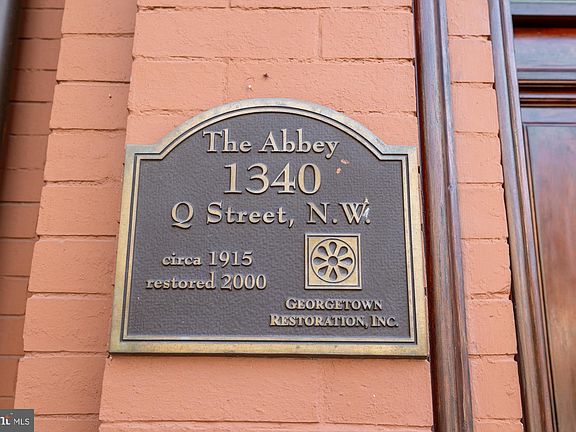 The Abbey
1340
Q Street, N.W.
circa 1915
restored 2000
GEORGETOWN
RESTORATION, INC.
MLS